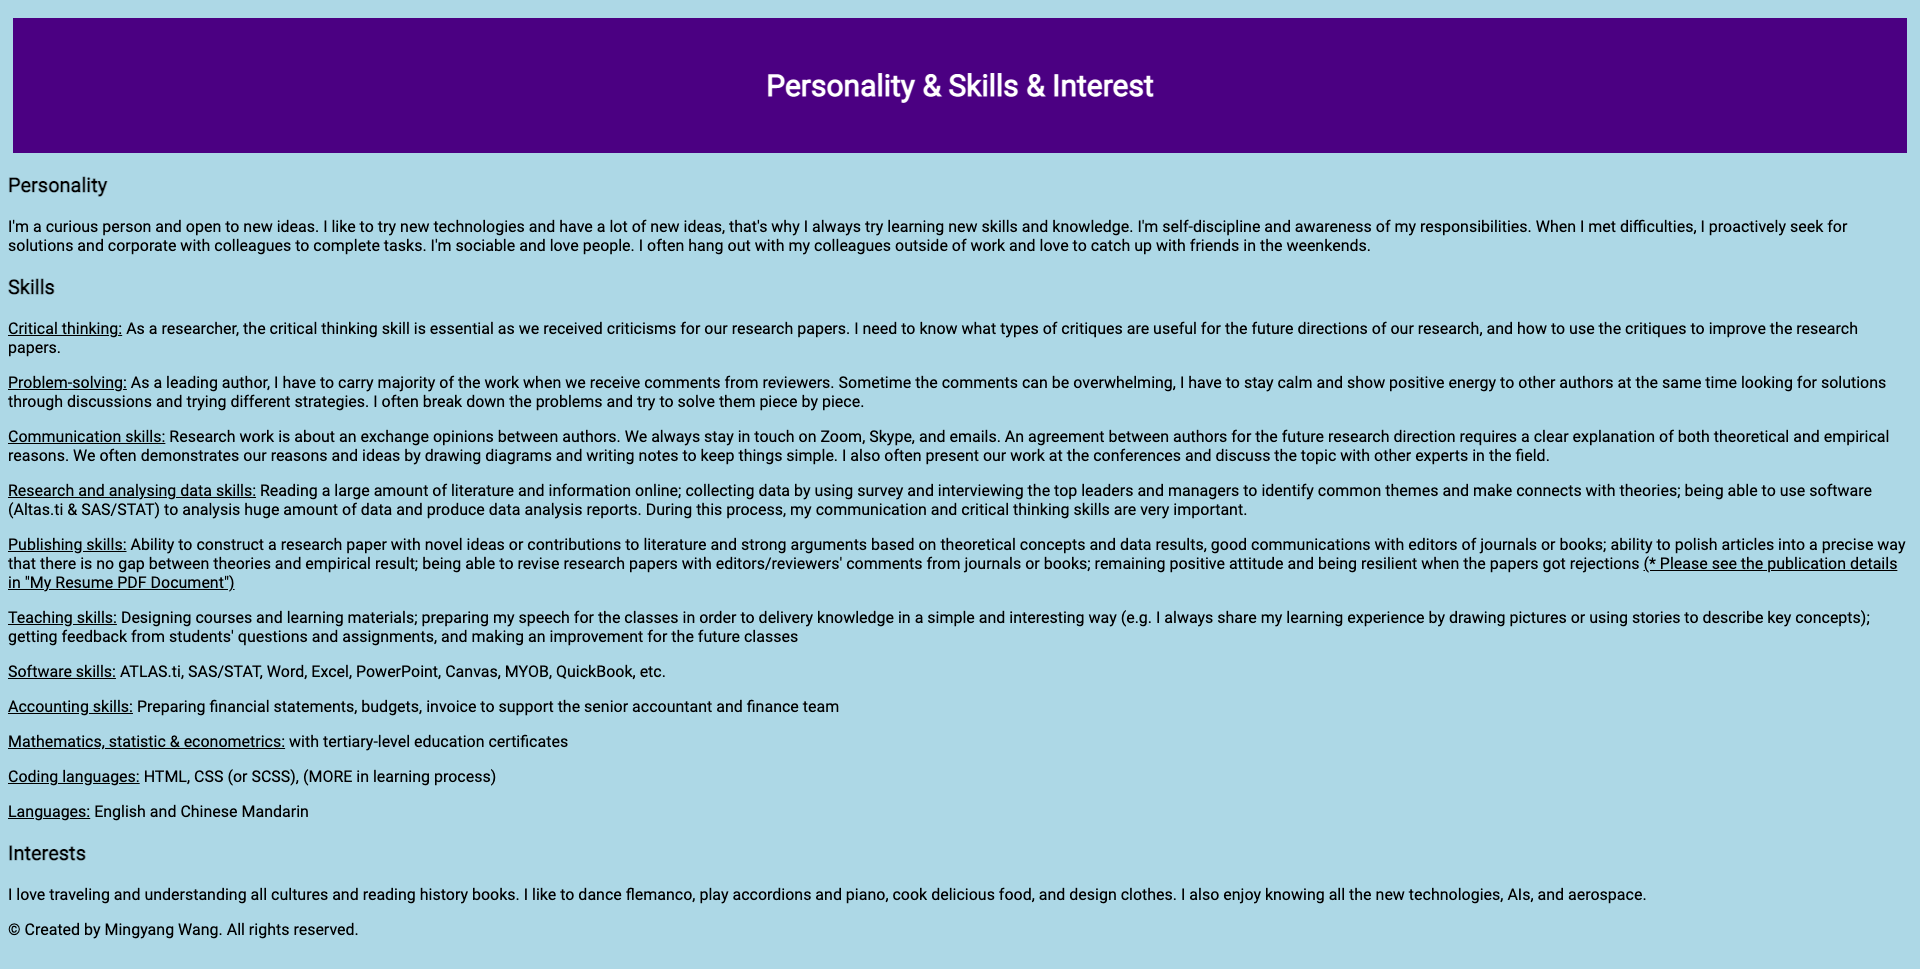 Personality & Skills & Interest
Personality
I'm a curious person and open to new ideas. I like to try new technologies and have a lot of new ideas, that's why I always try learning new skills and knowledge. I'm self-discipline and awareness of my responsibilities. When I met difficulties, I proactively seek for
solutions and corporate with colleagues to complete tasks. I'm sociable and love people. I often hang out with my colleagues outside of work and love to catch up with friends in the weenkends.
Skills
Critical thinking: As a researcher, the critical thinking skill is essential as we received criticisms for our research papers. I need to know what types of critiques are useful for the future directions of our research, and how to use the critiques to improve the research
papers.
Problem-solving: As a leading author, I have to carry majority of the work when we receive comments from reviewers. Sometime the comments can be overwhelming, I have to stay calm and show positive energy to other authors at the same time looking for solutions
through discussions and trying different strategies. I often break down the problems and try to solve them piece by piece.
Communication skills: Research work is about an exchange opinions between authors. We always stay in touch on Zoom, Skype, and emails. An agreement between authors for the future research direction requires a clear explanation of both theoretical and empirical
reasons. We often demonstrates our reasons and ideas by drawing diagrams and writing notes to keep things simple. I also often present our work at the conferences and discuss the topic with other experts in the field.
Research and analysing data skills: Reading a large amount of literature and information online; collecting data by using survey and interviewing the top leaders and managers to identify common themes and make connects with theories; being able to use software
(Altas.ti & SAS/STAT) to analysis huge amount of data and produce data analysis reports. During this process, my communication and critical thinking skills are very important.
Publishing skills: Ability to construct a research paper with novel ideas or contributions to literature and strong arguments based on theoretical concepts and data results, good communications with editors of journals or books; ability to polish articles into a precise way
that there is no gap between theories and empirical result; being able to revise research papers with editors/reviewers' comments from journals or books; remaining positive attitude and being resilient when the papers got rejections (* Please see the publication details
in "My Resume PDF Document")
Teaching skills: Designing courses and learning materials; preparing my speech for the classes in order to delivery knowledge in a simple and interesting way (e.g. I always share my learning experience by drawing pictures or using stories to describe key concepts);
getting feedback from students' questions and assignments, and making an improvement for the future classes
Software skills: ATLAS.ti, SAS/STAT, Word, Excel, PowerPoint, Canvas, MYOB, QuickBook, etc.
Accounting skills: Preparing financial statements, budgets, invoice to support the senior accountant and finance team
Mathematics, statistic & econometrics: with tertiary-level education certificates
Coding languages: HTML, CSS (or SCSS), (MORE in learning process)
Languages: English and Chinese Mandarin
Interests
I love traveling and understanding all cultures and reading history books. I like to dance flemanco, play accordions and piano, cook delicious food, and design clothes. I also enjoy knowing all the new technologies, AIs, and aerospace.
© Created by Mingyang Wang. All rights reserved.